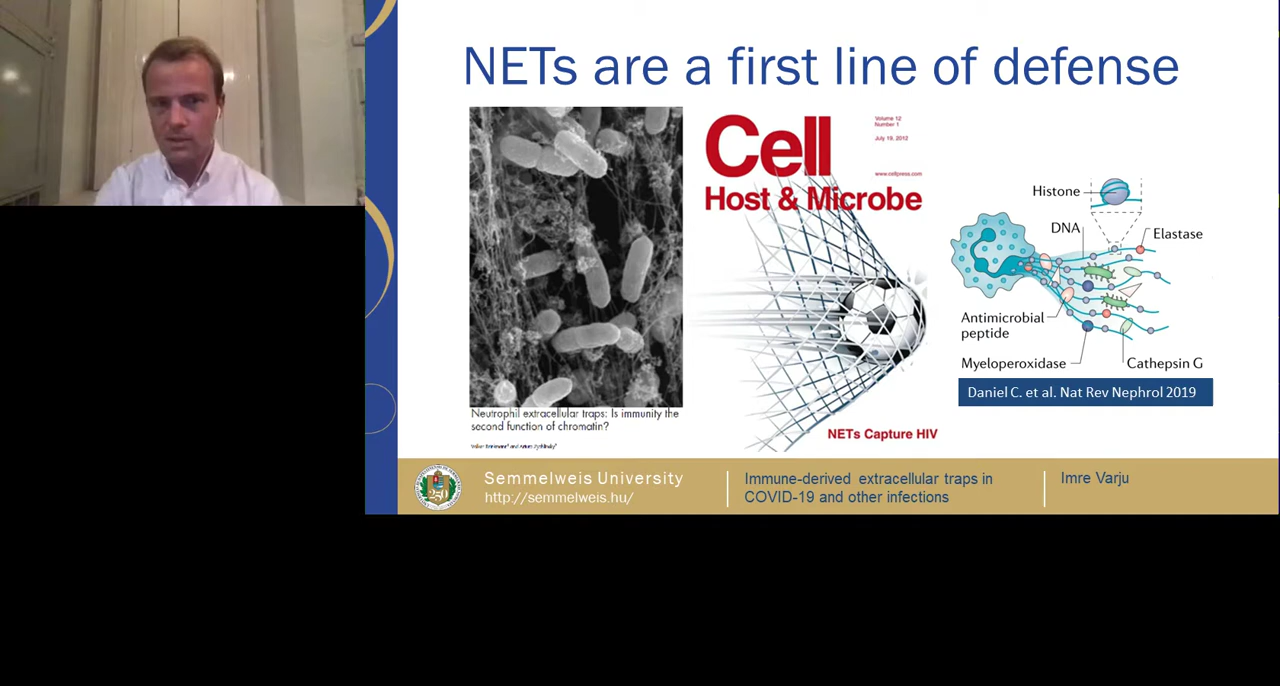 NETs are a first line of defense
Neutrophil extracellular traps: Is immunity the
second function of chromatin?
Cell
Host & Microbe
Volume 12
Number 1
July 19, 2012
www.cellpress.com
NETs Capture HIV
Histone
DNA
Elastase
Antimicrobial
peptide
Myeloperoxidase
Cathepsin G
Daniel C. et al. Nat Rev Nephrol 2019
250
Semmelweis University
http://semmelweis.hu/
Immune-derived extracellular traps in
COVID-19 and other infections
Imre Varju